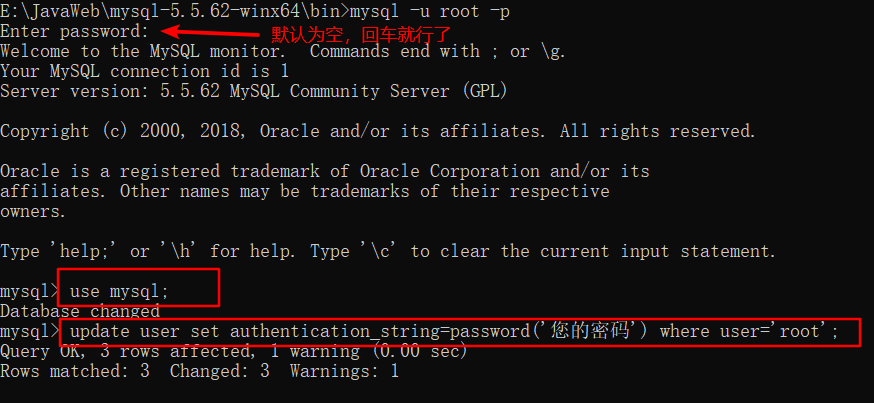 E:\JavaWeb\mysql-5.5.62-winx64\bin>mysql -u root -p
Enter password: 默认为空，回车就行了
Welcome to the MySQL monitor.  Commands end with ; or \g.
Your MySQL connection id is 1
Server version: 5.5.62 MySQL Community Server (GPL)
Copyright (c) 2000, 2018, Oracle and/or its affiliates. All rights reserved.
Oracle is a registered trademark of Oracle Corporation and/or its
affiliates. Other names may be trademarks of their respective
owners.
Type 'help;' or '\h' for help. Type '\c' to clear the current input statement.
mysql> use mysql;
Database changed
mysql> update user set authentication_string=password('您的密码') where user='root';
Query OK, 3 rows affected, 1 warning (0.00 sec)
Rows matched: 3  Changed: 3  Warnings: 1